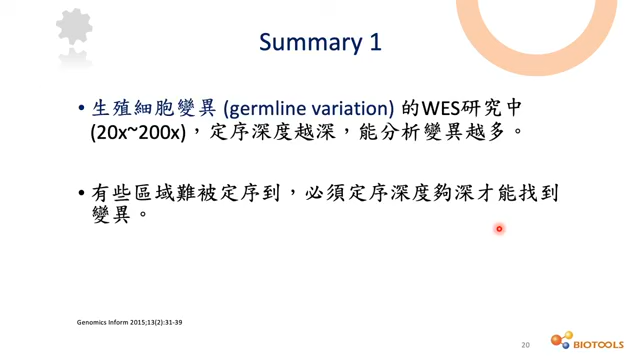 Summary 1
• 生殖細胞變異 (germline variation) 的WES研究中
(20x~200x)，定序深度越深，能分析變異越多。
• 有些區域難被定序到，必須定序深度夠深才能找到
變異。
Genomics Inform 2015;13(2):31-39
20
BIOTOOLS